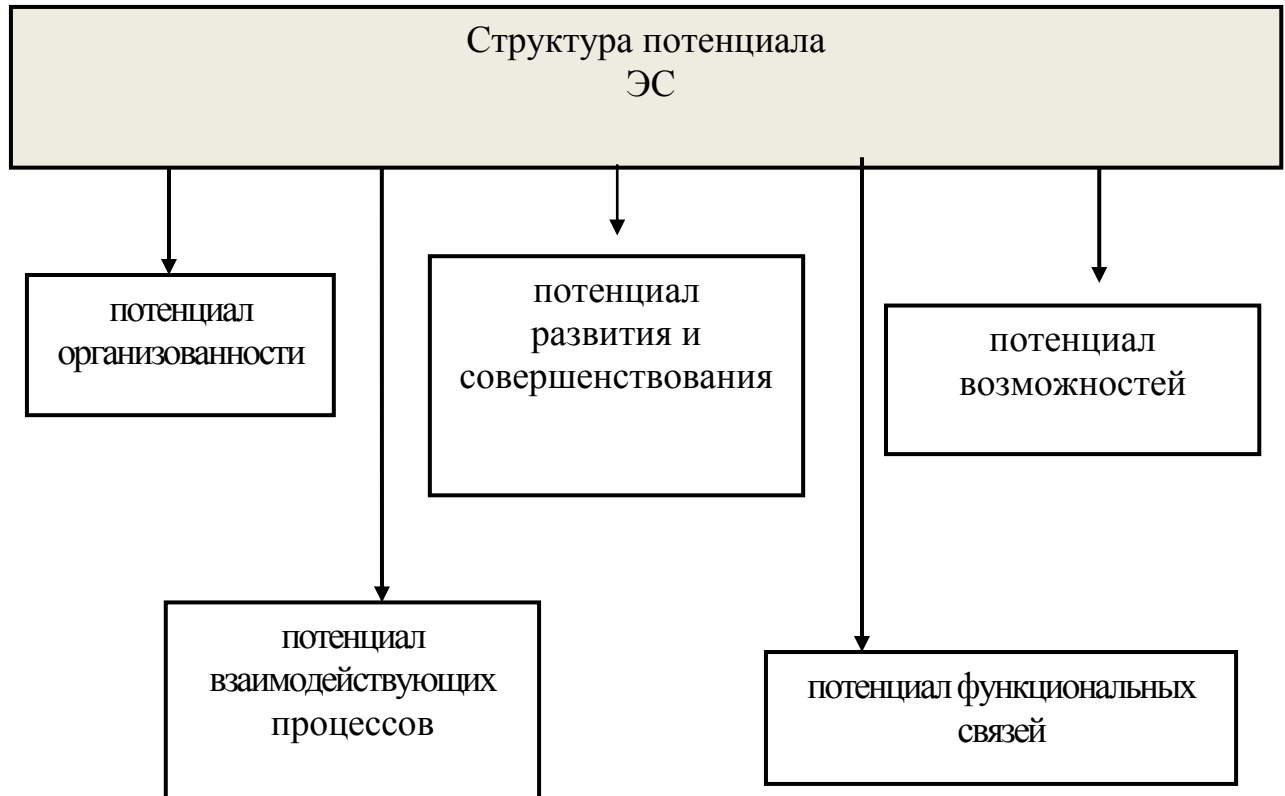 Структура потенциала
ЭС
потенциал
организованности
потенциал
развития и
совершенствования
потенциал
возможностей
потенциал
взаимодействующих
процессов
потенциал функциональных
связей